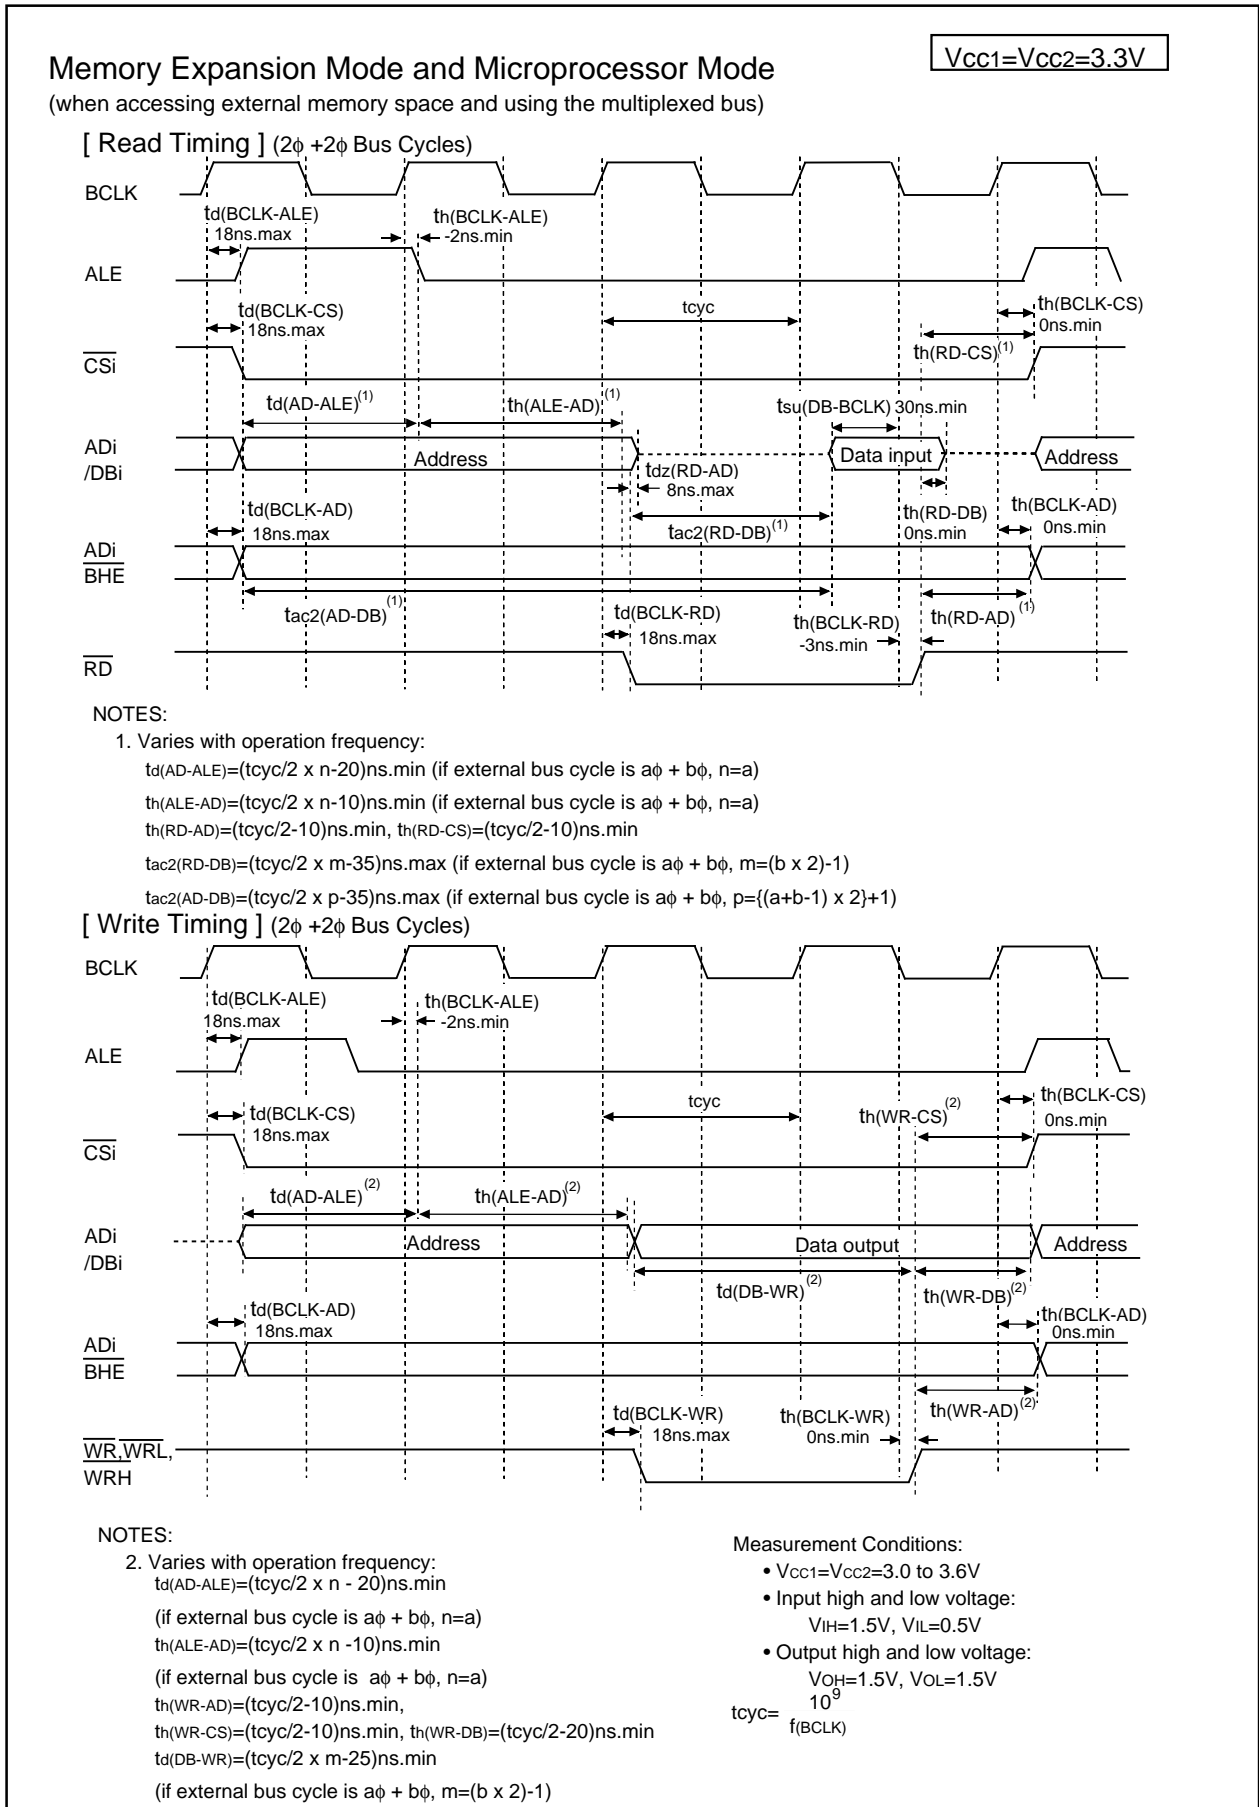 Memory Expansion Mode and Microprocessor Mode
Vcc1=Vcc2=3.3V
(when accessing external memory space and using the multiplexed bus)
[ Read Timing ] (2ϕ +2ϕ Bus Cycles)
BCLK
td(BCLK-ALE)
18ns.max
th(BCLK-ALE)
-2ns.min
ALE
td(BCLK-CS)
18ns.max
tcyc
th(BCLK-CS)
0ns.min
th(RD-CS)(1)
CSi
td(AD-ALE)(1)
th(ALE-AD)(1)
tsu(DB-BCLK) 30ns.min
ADi
/DBi
Address
Data input
Address
tdz(RD-AD)
8ns.max
td(BCLK-AD)
18ns.max
tac2(RD-DB)(1)
th(RD-DB)
0ns.min
th(BCLK-AD)
0ns.min
ADi
BHE
tac2(AD-DB)(1)
td(BCLK-RD)
18ns.max
th(BCLK-RD)
-3ns.min
th(RD-AD)(1)
RD
NOTES:
1. Varies with operation frequency:
td(AD-ALE)=(tcyc/2 x n-20)ns.min (if external bus cycle is aϕ + bϕ, n=a)
th(ALE-AD)=(tcyc/2 x n-10)ns.min (if external bus cycle is aϕ + bϕ, n=a)
th(RD-AD)=(tcyc/2-10)ns.min, th(RD-CS)=(tcyc/2-10)ns.min
tac2(RD-DB)=(tcyc/2 x m-35)ns.max (if external bus cycle is aϕ + bϕ, m=(b x 2)-1)
tac2(AD-DB)=(tcyc/2 x p-35)ns.max (if external bus cycle is aϕ + bϕ, p={(a+b-1) x 2}+1)
[ Write Timing ] (2ϕ +2ϕ Bus Cycles)
BCLK
td(BCLK-ALE)
18ns.max
th(BCLK-ALE)
-2ns.min
ALE
td(BCLK-CS)
18ns.max
tcyc
th(WR-CS)(2)
th(BCLK-CS)
0ns.min
CSi
td(AD-ALE)(2)
th(ALE-AD)(2)
ADi
/DBi
Address
Data output
Address
td(DB-WR)(2)
th(WR-DB)(2)
td(BCLK-AD)
18ns.max
th(BCLK-AD)
0ns.min
ADi
BHE
td(BCLK-WR)
18ns.max
th(BCLK-WR)
0ns.min
th(WR-AD)(2)
WR,WRL,
WRH
NOTES:
2. Varies with operation frequency:
td(AD-ALE)=(tcyc/2 x n - 20)ns.min
(if external bus cycle is aϕ + bϕ, n=a)
th(ALE-AD)=(tcyc/2 x n -10)ns.min
(if external bus cycle is aϕ + bϕ, n=a)
th(WR-AD)=(tcyc/2-10)ns.min,
th(WR-CS)=(tcyc/2-10)ns.min, th(WR-DB)=(tcyc/2-20)ns.min
td(DB-WR)=(tcyc/2 x m-25)ns.min
(if external bus cycle is aϕ + bϕ, m=(b x 2)-1)
Measurement Conditions:
• VCC1=VCC2=3.0 to 3.6V
• Input high and low voltage:
VIH=1.5V, VIL=0.5V
• Output high and low voltage:
VOH=1.5V, VOL=1.5V
tcyc= 10^9
f(BCLK)